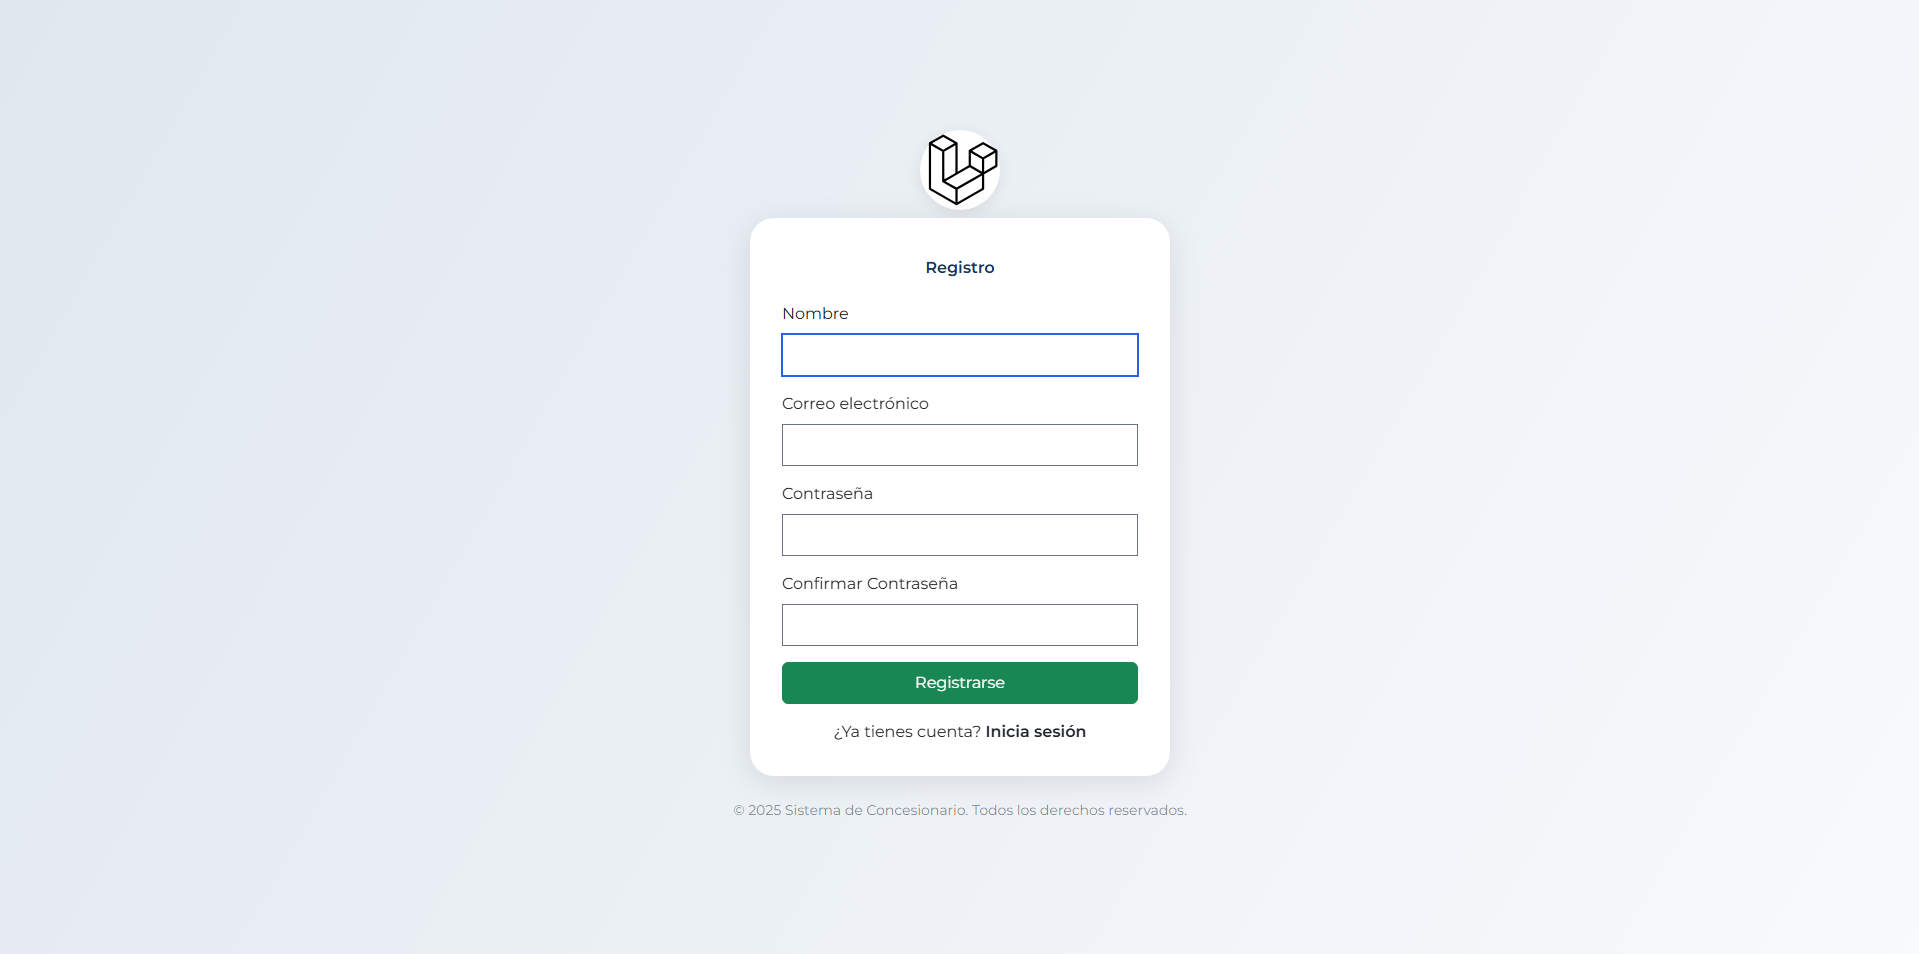 Registro
Nombre
Correo electrónico
Contraseña
Confirmar Contraseña
Registrarse
¿Ya tienes cuenta? Inicia sesión
© 2025 Sistema de Concesionario. Todos los derechos reservados.